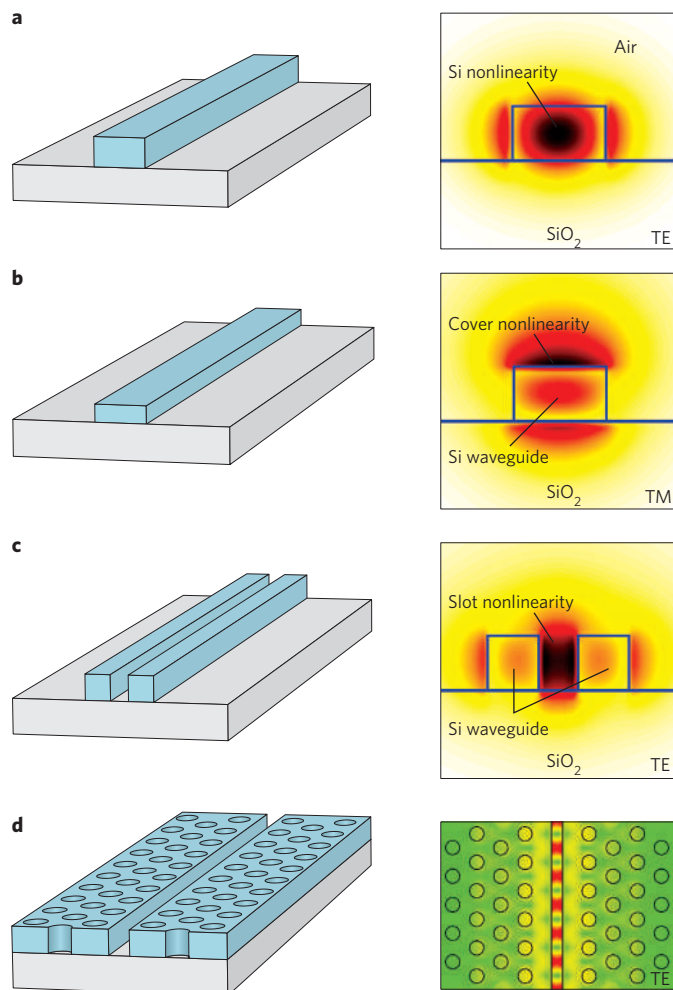 a
Air
Si nonlinearity
SiO2
TE
b
Cover nonlinearity
Si waveguide
SiO2
TM
c
Slot nonlinearity
Si waveguide
SiO2
TE
d
TE